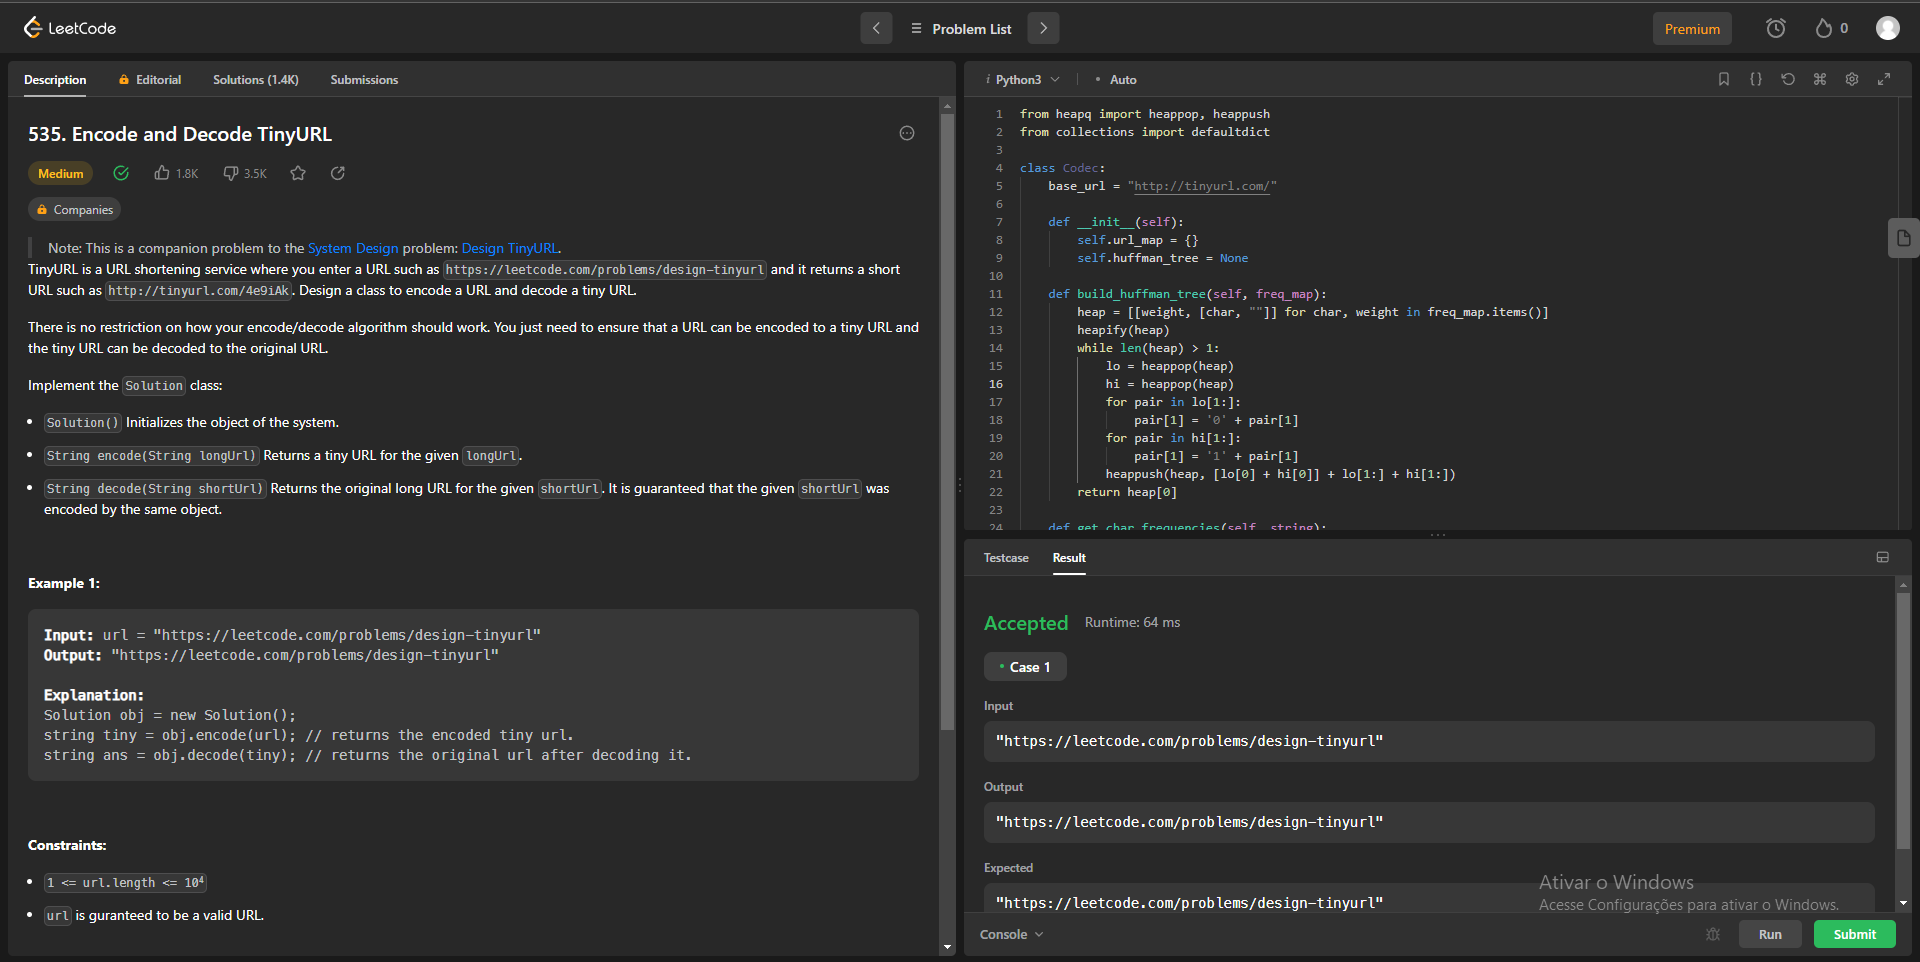 LeetCode
Problem List
Premium
0
Description
Editorial
Solutions (1.4K)
Submissions
535. Encode and Decode TinyURL
Medium
1.8K
3.5K
Companies
Note: This is a companion problem to the System Design problem: Design TinyURL.
TinyURL is a URL shortening service where you enter a URL such as https://leetcode.com/problems/design-tinyurl and it returns a short
URL such as http://tinyurl.com/4e9iAk. Design a class to encode a URL and decode a tiny URL.
There is no restriction on how your encode/decode algorithm should work. You just need to ensure that a URL can be encoded to a tiny URL and
the tiny URL can be decoded to the original URL.
Implement the Solution class:
• Solution() Initializes the object of the system.
• String encode(String longUrl) Returns a tiny URL for the given longUrl.
• String decode(String shortUrl) Returns the original long URL for the given shortUrl. It is guaranteed that the given shortUrl was
encoded by the same object.
Example 1:
Input: url = "https://leetcode.com/problems/design-tinyurl"
Output: "https://leetcode.com/problems/design-tinyurl"
Explanation:
Solution obj = new Solution();
string tiny = obj.encode(url); // returns the encoded tiny url.
string ans = obj.decode(tiny); // returns the original url after decoding it.
Constraints:
• 1 <= url.length <= 10⁴
• url is guranteed to be a valid URL.
i Python3
• Auto
1 from heapq import heappop, heappush
2 from collections import defaultdict
3
4 class Codec:
5     base_url = "http://tinyurl.com/"
6
7     def __init__(self):
8         self.url_map = {}
9         self.huffman_tree = None
10
11     def build_huffman_tree(self, freq_map):
12         heap = [[weight, [char, ""]] for char, weight in freq_map.items()]
13         heapify(heap)
14         while len(heap) > 1:
15             lo = heappop(heap)
16             hi = heappop(heap)
17             for pair in lo[1:]:
18                 pair[1] = '0' + pair[1]
19             for pair in hi[1:]:
20                 pair[1] = '1' + pair[1]
21             heappush(heap, [lo[0] + hi[0]] + lo[1:] + hi[1:])
22         return heap[0]
23
24     def get_char_frequencies(self, string):
Testcase
Result
Accepted
Runtime: 64 ms
• Case 1
Input
"https://leetcode.com/problems/design-tinyurl"
Output
"https://leetcode.com/problems/design-tinyurl"
Expected
"https://leetcode.com/problems/design-tinyurl"
Ativar o Windows
Acesse Configurações para ativar o Windows.
Console
Run
Submit